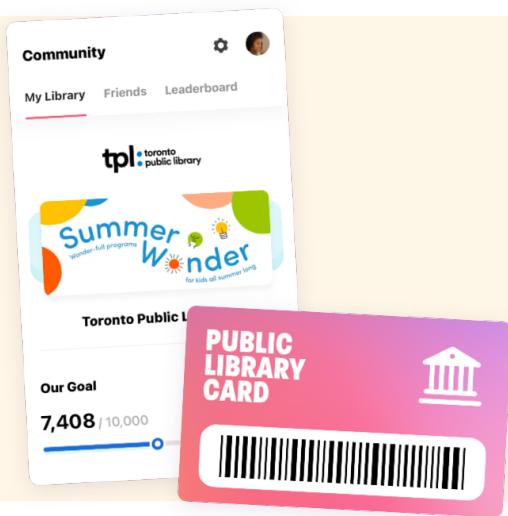 Community
My Library Friends Leaderboard
tpl: toronto
public library
Summer
Wonder-full programs
Wonder
for kids all summer long
Toronto Public L
Our Goal
7,408 / 10,000
PUBLIC
LIBRARY
CARD